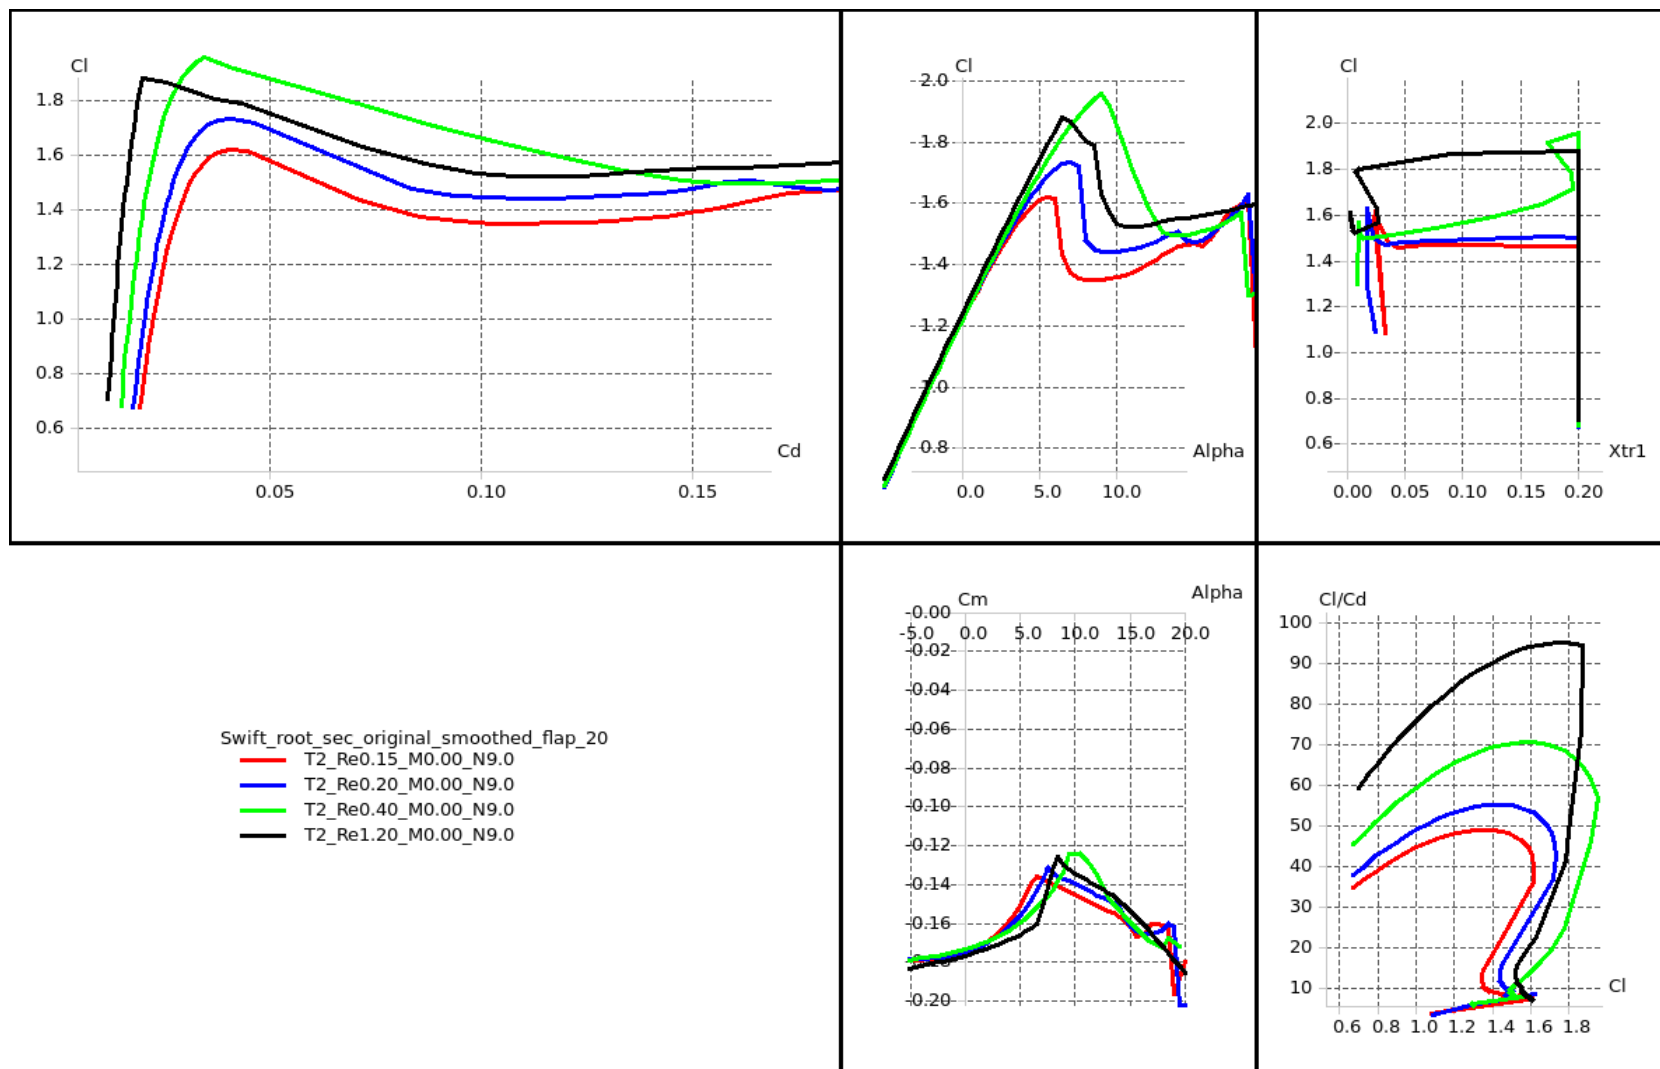 Cl
1.8
1.6
1.4
1.2
1.0
0.8
0.6
Cd
0.05 0.10 0.15
Cl
2.0
1.8
1.6
1.4
1.2
1.0
0.8
Alpha
0.0 5.0 10.0
Cl
2.0
1.8
1.6
1.4
1.2
1.0
0.8
0.6
Xtr1
0.00 0.05 0.10 0.15 0.20
Swift_root_sec_original_smoothed_flap_20
T2_Re0.15_M0.00_N9.0
T2_Re0.20_M0.00_N9.0
T2_Re0.40_M0.00_N9.0
T2_Re1.20_M0.00_N9.0
Alpha
Cm
-0.00
-5.0 0.0 5.0 10.0 15.0 20.0
-0.02
-0.04
-0.06
-0.08
-0.10
-0.12
-0.14
-0.16
-0.18
-0.20
Cl/Cd
100
90
80
70
60
50
40
30
20
10
Cl
0.6 0.8 1.0 1.2 1.4 1.6 1.8